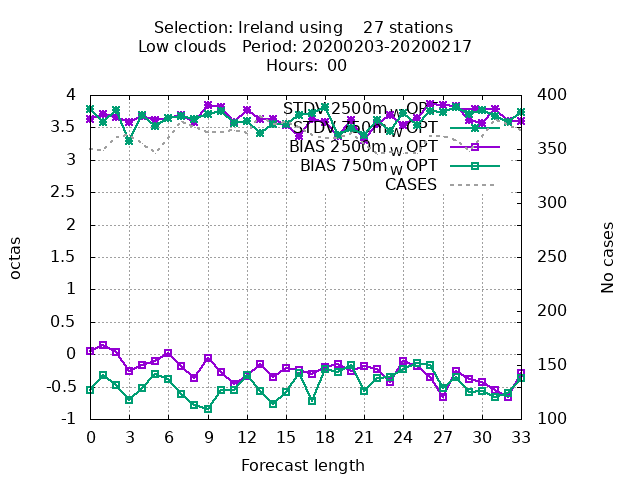 Selection: Ireland using 27 stations
Low clouds Period: 20200203-20200217
Hours: 00
STDV 2500m_W OPT
STDV 750m_W OPT
BIAS 2500m_W OPT
BIAS 750m_W OPT
CASES
4
3.5
3
2.5
2
1.5
1
0.5
0
-0.5
-1
octas
400
350
300
250
200
150
100
No cases
0 3 6 9 12 15 18 21 24 27 30 33
Forecast length